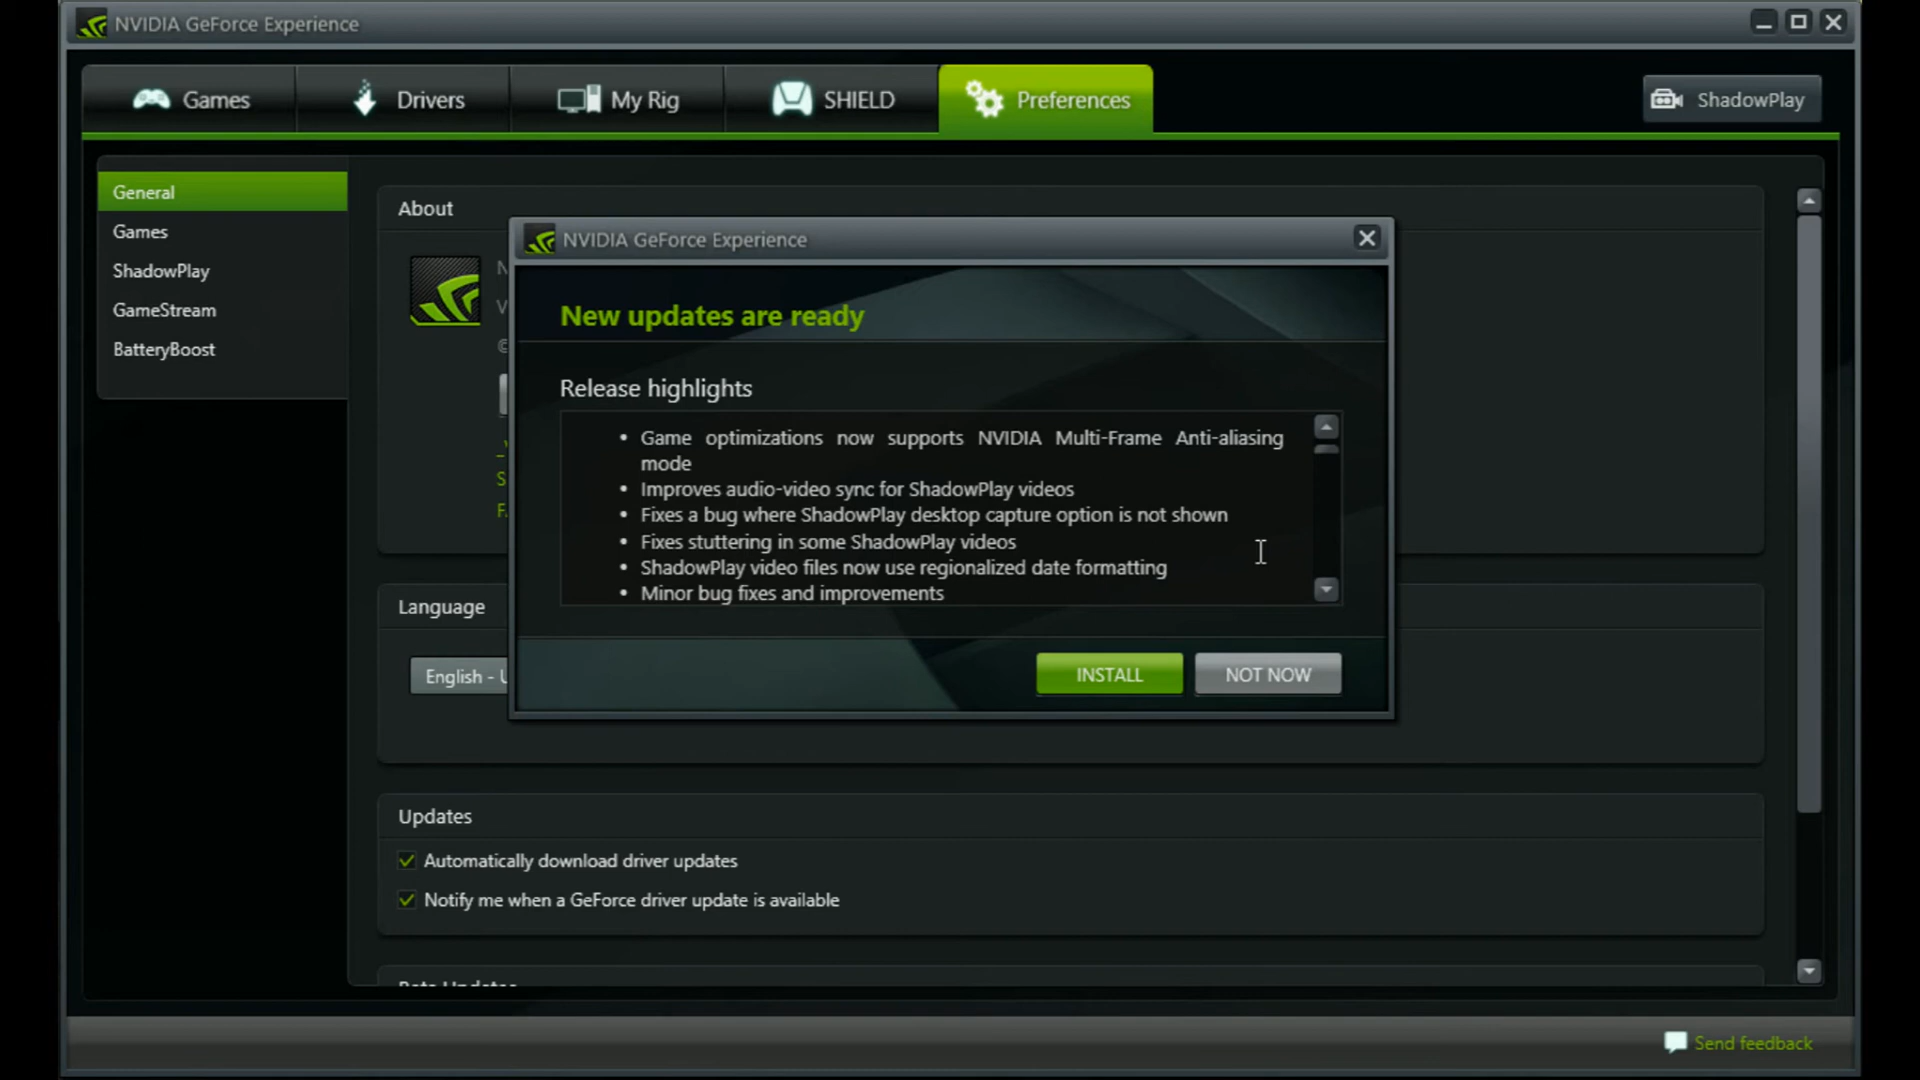 NVIDIA GeForce Experience
Games
Drivers
My Rig
SHIELD
Preferences
ShadowPlay
General
Games
ShadowPlay
GameStream
BatteryBoost
About
NVIDIA GeForce Experience
New updates are ready
Release highlights
• Game optimizations now supports NVIDIA Multi-Frame Anti-aliasing
mode
• Improves audio-video sync for ShadowPlay videos
• Fixes a bug where ShadowPlay desktop capture option is not shown
• Fixes stuttering in some ShadowPlay videos
• ShadowPlay video files now use regionalized date formatting
• Minor bug fixes and improvements
INSTALL
NOT NOW
Language
English - U
Updates
Automatically download driver updates
Notify me when a GeForce driver update is available
Beta Updates
Send feedback